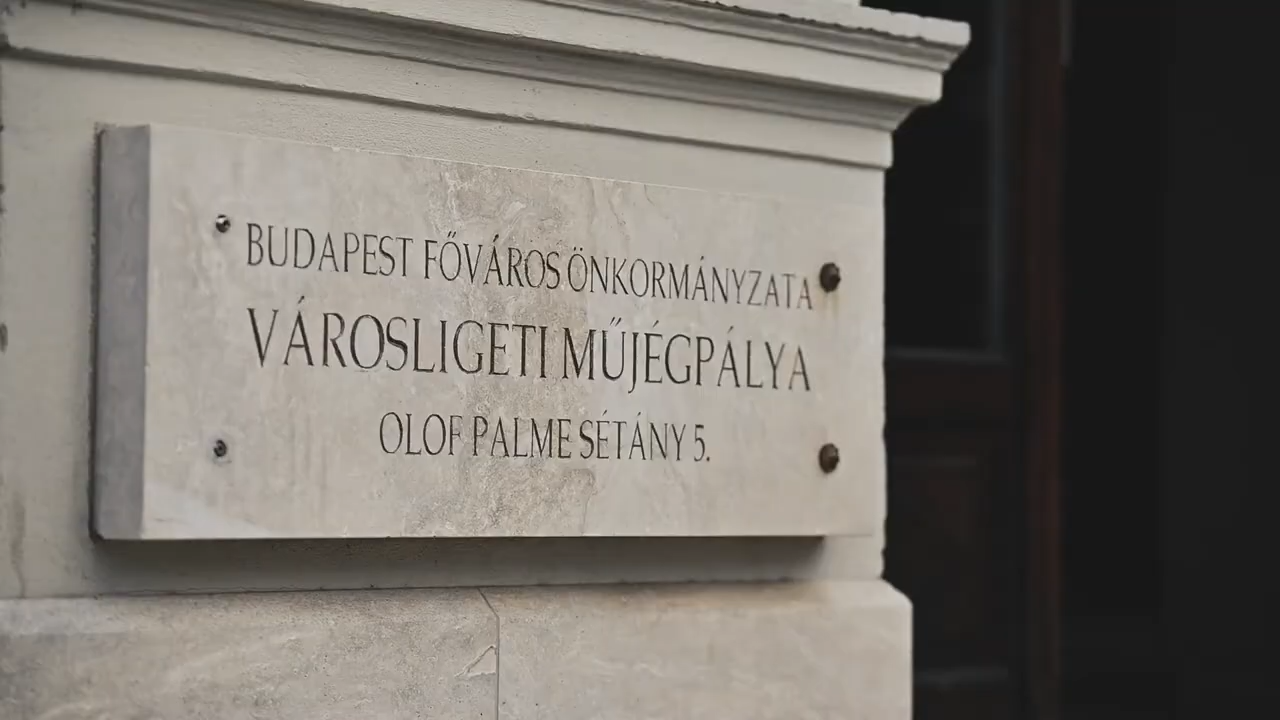 BUDAPEST FŐVÁROS ÖNKORMÁNYZATA
VÁROSLIGETI MŰJÉGPÁLYA
OLOF PALME SÉTÁNY 5.